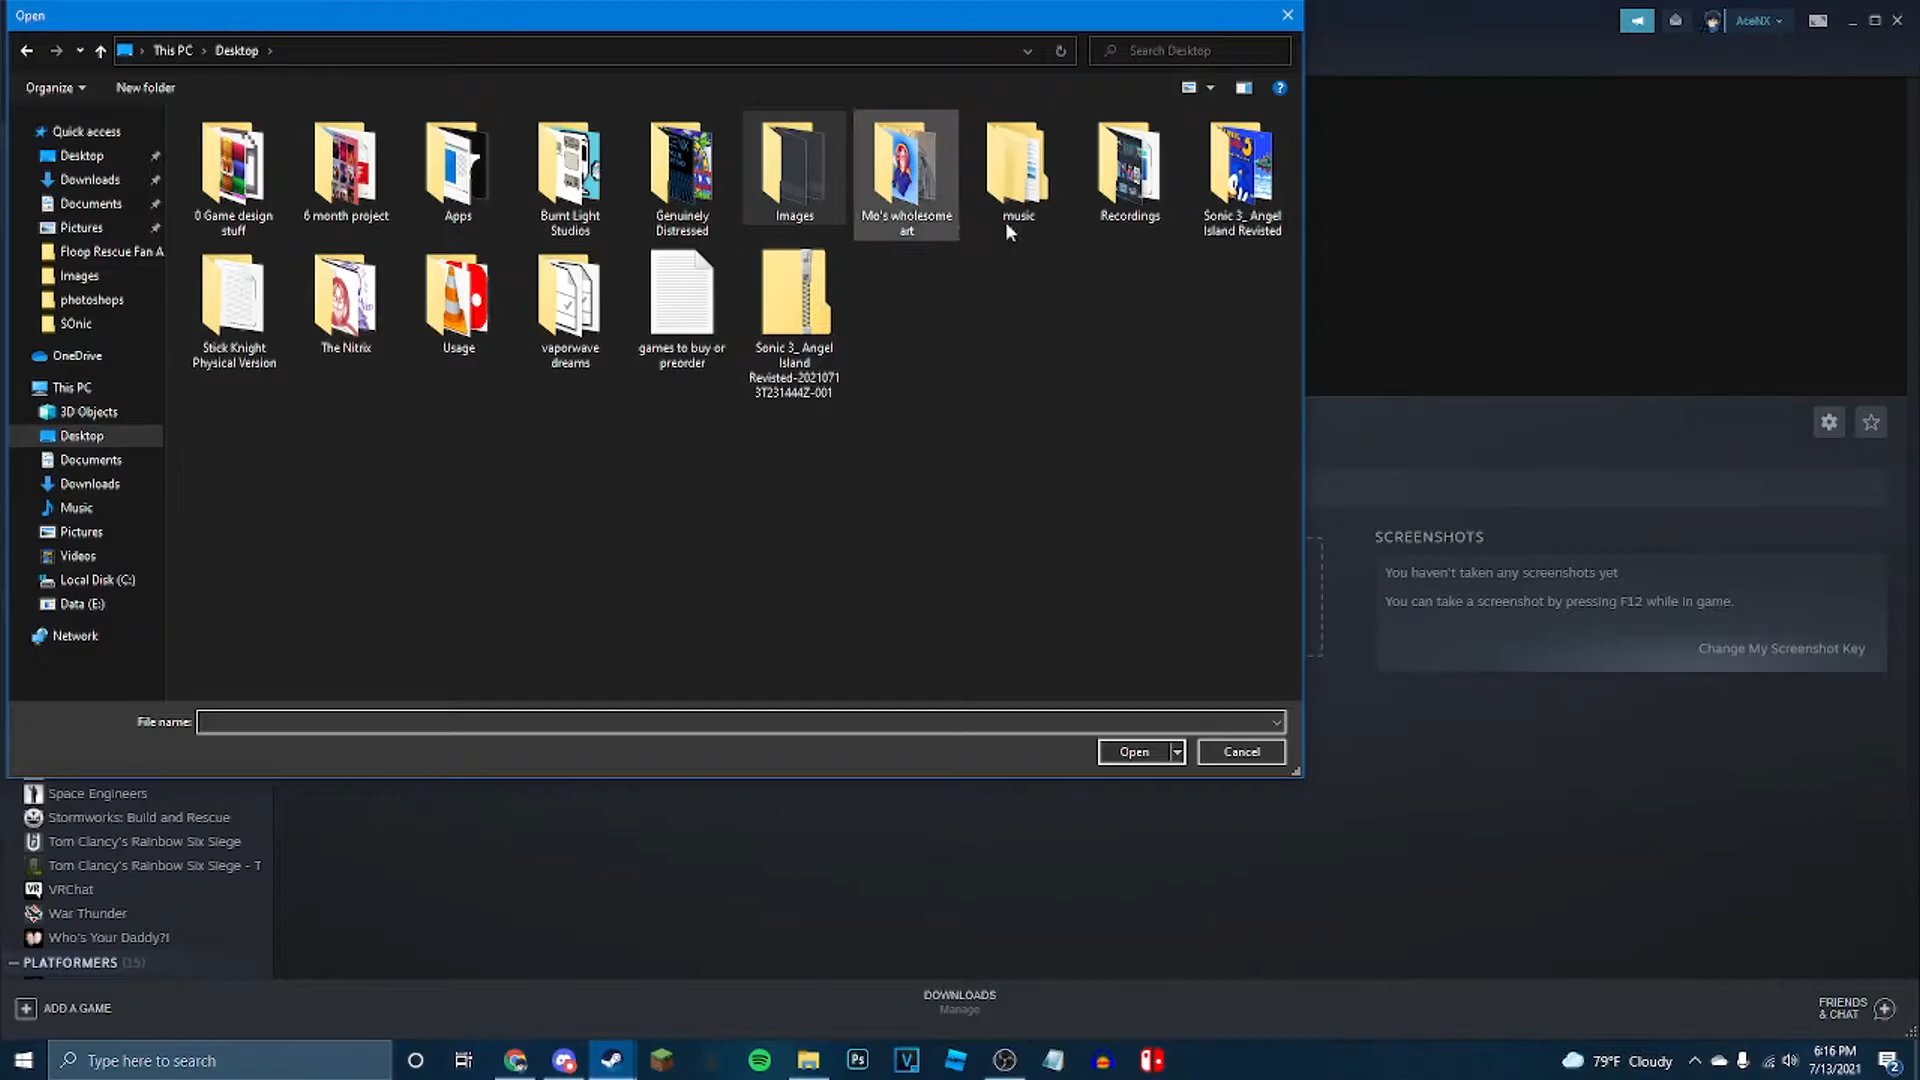 Open
AceNX
This PC > Desktop >
Search Desktop
Organize
New folder
Quick access
Desktop
Downloads
Documents
Pictures
Floop Rescue Fan A
Images
photoshops
SOnic
OneDrive
This PC
3D Objects
Desktop
Documents
Downloads
Music
Pictures
Videos
Local Disk (C:)
Data (E:)
Network
0 Game design
stuff
6 month project
Apps
Burnt Light
Studios
Genuinely
Distressed
Images
Mo's wholesome
art
music
Recordings
Sonic 3_ Angel
Island Revisted
Stick Knight
Physical Version
The Nitrix
Usage
vaporwave
dreams
games to buy or
preorder
Sonic 3_ Angel
Island
Revisted-2021071
3T231444Z-001
File name:
Open
Cancel
SCREENSHOTS
You haven't taken any screenshots yet
You can take a screenshot by pressing F12 while in game.
Change My Screenshot Key
Space Engineers
Stormworks: Build and Rescue
Tom Clancy's Rainbow Six Siege
Tom Clancy's Rainbow Six Siege - T
VRChat
War Thunder
Who's Your Daddy?!
— PLATFORMERS (15)
ADD A GAME
DOWNLOADS
Manage
FRIENDS
& CHAT
Type here to search
79°F Cloudy
6:16 PM
7/13/2021
2